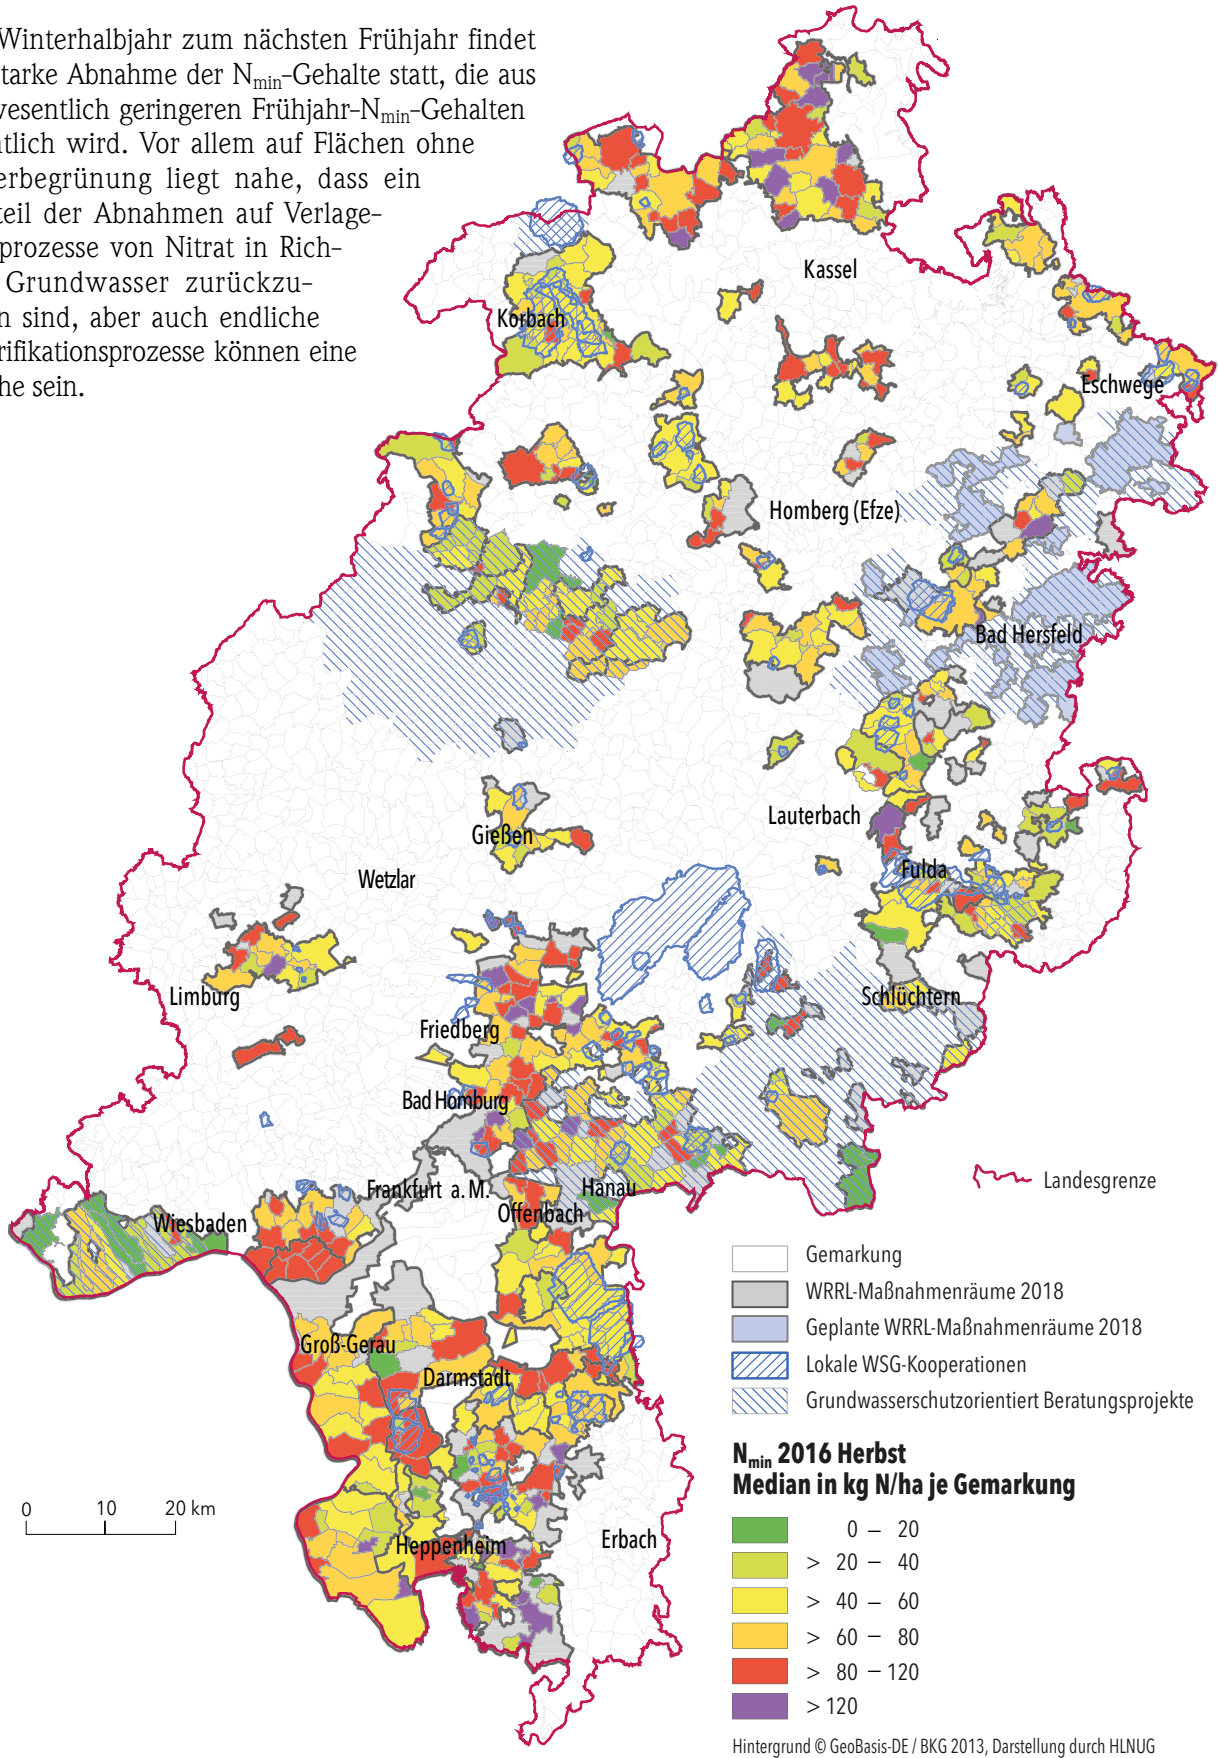 Winterhalbjahr zum nächsten Frühjahr findet
tarke Abnahme der Nmin-Gehalte statt, die aus
vesentlich geringeren Frühjahr-Nmin-Gehalten
ntlich wird. Vor allem auf Flächen ohne
erbegrünung liegt nahe, dass ein
teil der Abnahmen auf Verlage-
prozesse von Nitrat in Rich-
Grundwasser zurückzu-
n sind, aber auch endliche
rifikationsprozesse können eine
he sein.
Kassel
Korbach
Eschwege
Homberg (Efze)
Bad Hersfeld
Lauterbach
Gießen
Fulda
Wetzlar
Limburg
Schlüchtern
Friedberg
Bad Homburg
Frankfurt a. M.
Hanau
Offenbach
Wiesbaden
Groß-Gerau
Darmstadt
Heppenheim
Erbach
0 10 20 km
Landesgrenze
Gemarkung
WRRL-Maßnahmenräume 2018
Geplante WRRL-Maßnahmenräume 2018
Lokale WSG-Kooperationen
Grundwasserschutzorientiert Beratungsprojekte
Nmin 2016 Herbst
Median in kg N/ha je Gemarkung
0 – 20
> 20 – 40
> 40 – 60
> 60 – 80
> 80 – 120
> 120
Hintergrund © GeoBasis-DE / BKG 2013, Darstellung durch HLNUG